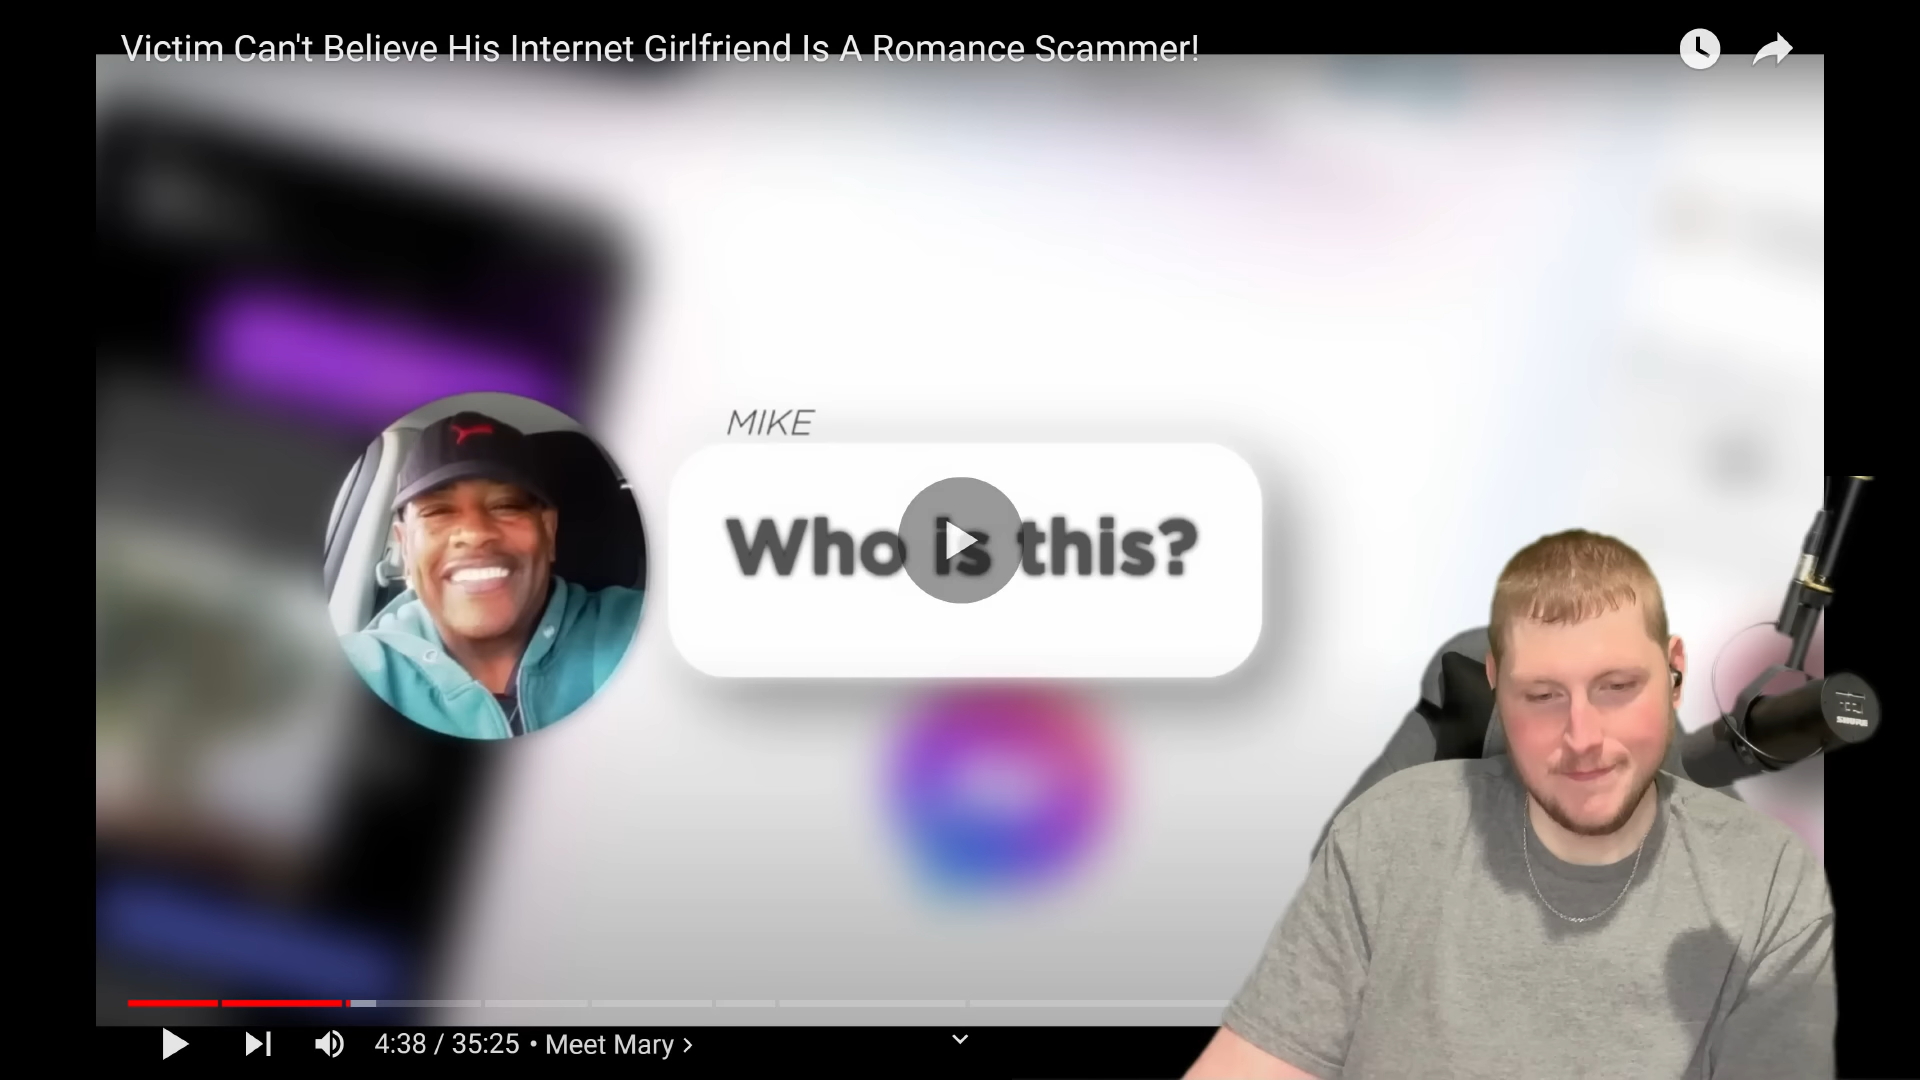 Victim Can't Believe His Internet Girlfriend Is A Romance Scammer!
MIKE
Who is this?
SHURE
4:38 / 35:25 • Meet Mary >